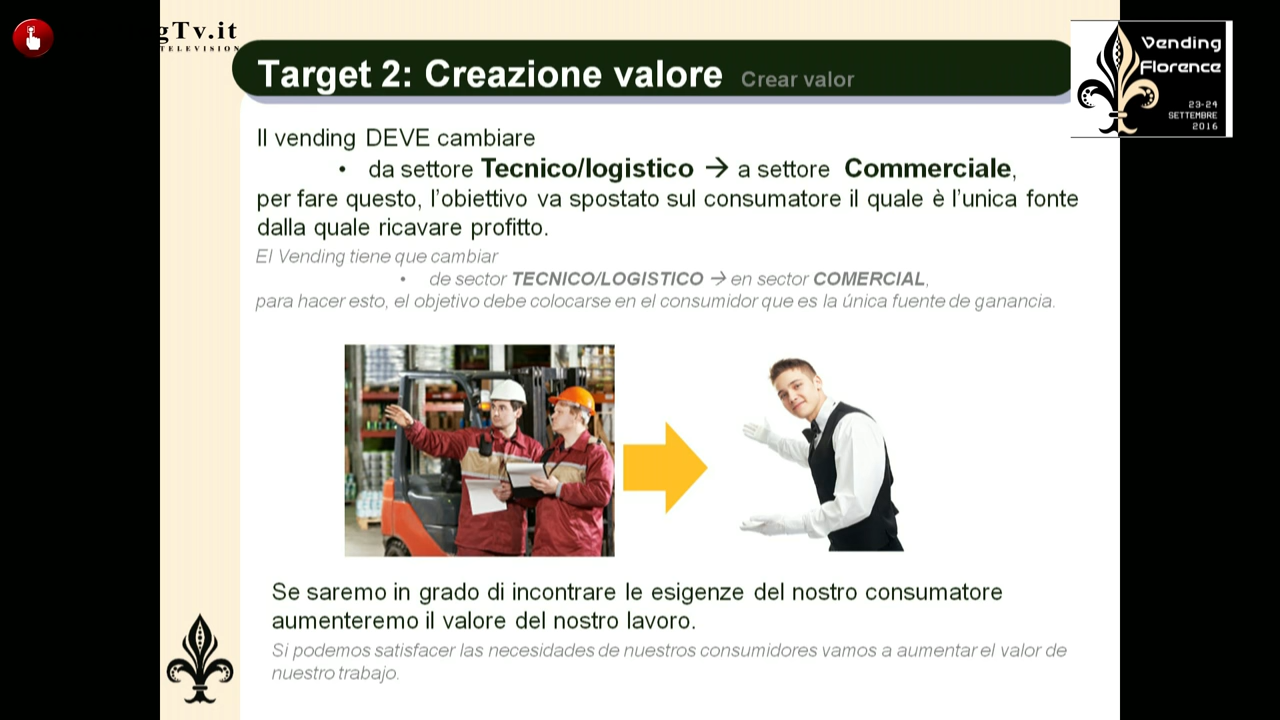 gTv.it
TELEVISION
Target 2: Creazione valore Crear valor
Vending
Florence
23-24
SETTEMBRE
2016
Il vending DEVE cambiare
• da settore Tecnico/logistico → a settore Commerciale,
per fare questo, l'obiettivo va spostato sul consumatore il quale è l'unica fonte
dalla quale ricavare profitto.
El Vending tiene que cambiar
• de sector TECNICO/LOGISTICO → en sector COMERCIAL,
para hacer esto, el objetivo debe colocarse en el consumidor que es la única fuente de ganancia.
Se saremo in grado di incontrare le esigenze del nostro consumatore
aumenteremo il valore del nostro lavoro.
Si podemos satisfacer las necesidades de nuestros consumidores vamos a aumentar el valor de
nuestro trabajo.